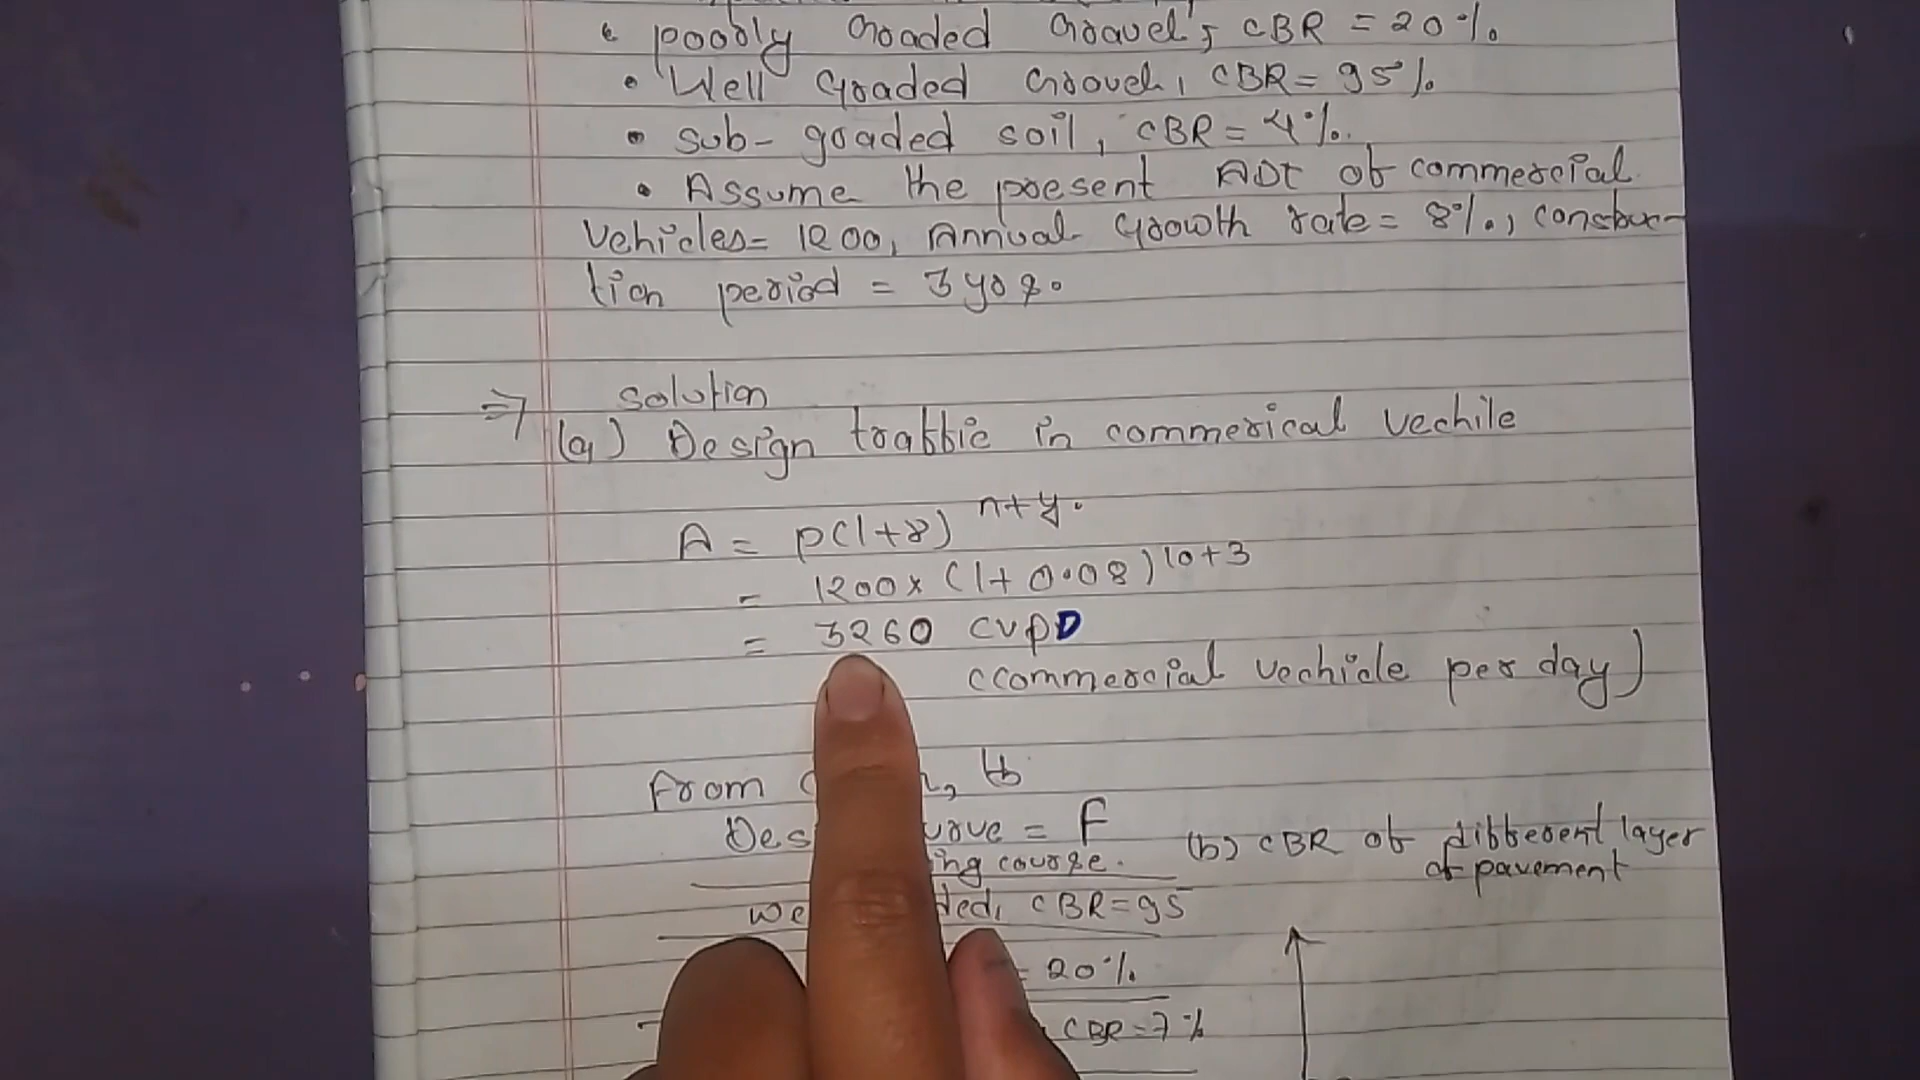 • poorly Graded Gravel, CBR = 20%.
• Well Graded Gravel, CBR = 95%.
• sub-graded soil, CBR = 4%.
• Assume the present ADT of commercial
Vehicles = 1200, Annual Growth rate = 8%, construc-
tion period = 3 yrs.
⇒ solution
(a) Design traffic in commerical vechile
A = P(1+r)^n+y.
= 1200 × (1+0.08)^10+3
= 3260 CVPD
(commercial vechicle per day)
from
= F
(b) CBR of different layer
of pavement
course.
CBR = 95
= 20%.
CBR = 7%